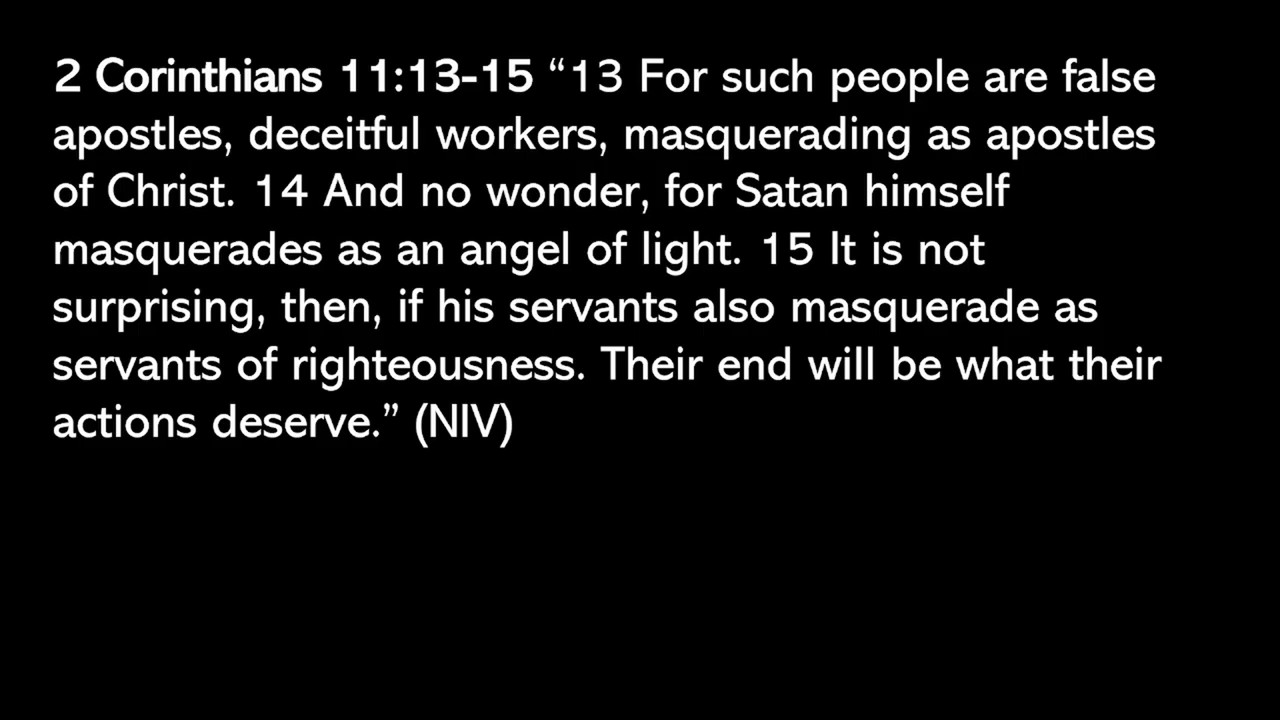 2 Corinthians 11:13-15 “13 For such people are false
apostles, deceitful workers, masquerading as apostles
of Christ. 14 And no wonder, for Satan himself
masquerades as an angel of light. 15 It is not
surprising, then, if his servants also masquerade as
servants of righteousness. Their end will be what their
actions deserve.” (NIV)